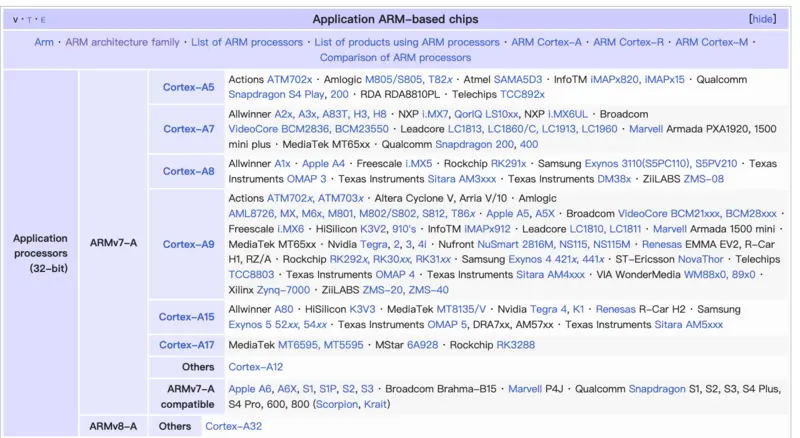 v · T · E Application ARM-based chips [hide]
Arm · ARM architecture family · List of ARM processors · List of products using ARM processors · ARM Cortex-A · ARM Cortex-R · ARM Cortex-M ·
Comparison of ARM processors
Application processors (32-bit)
ARMv7-A
Cortex-A5
Actions ATM702x · Amlogic M805/S805, T82x · Atmel SAMA5D3 · InfoTM iMAPx820, iMAPx15 · Qualcomm
Snapdragon S4 Play, 200 · RDA RDA8810PL · Telechips TCC892x
Cortex-A7
Allwinner A2x, A3x, A83T, H3, H8 · NXP i.MX7, QorIQ LS10xx, NXP i.MX6UL · Broadcom
VideoCore BCM2836, BCM23550 · Leadcore LC1813, LC1860/C, LC1913, LC1960 · Marvell Armada PXA1920, 1500
mini plus · MediaTek MT65xx · Qualcomm Snapdragon 200, 400
Cortex-A8
Allwinner A1x · Apple A4 · Freescale i.MX5 · Rockchip RK291x · Samsung Exynos 3110(S5PC110), S5PV210 · Texas
Instruments OMAP 3 · Texas Instruments Sitara AM3xxx · Texas Instruments DM38x · ZiiLABS ZMS-08
Cortex-A9
Actions ATM702x, ATM703x · Altera Cyclone V, Arria V/10 · Amlogic
AML8726, MX, M6x, M801, M802/S802, S812, T86x · Apple A5, A5X · Broadcom VideoCore BCM21xxx, BCM28xxx ·
Freescale i.MX6 · HiSilicon K3V2, 910's · InfoTM iMAPx912 · Leadcore LC1810, LC1811 · Marvell Armada 1500 mini ·
MediaTek MT65xx · Nvidia Tegra, 2, 3, 4i · Nufront NuSmart 2816M, NS115, NS115M · Renesas EMMA EV2, R-Car
H1, RZ/A · Rockchip RK292x, RK30xx, RK31xx · Samsung Exynos 4 421x, 441x · ST-Ericsson NovaThor · Telechips
TCC8803 · Texas Instruments OMAP 4 · Texas Instruments Sitara AM4xxx · VIA WonderMedia WM88x0, 89x0 ·
Xilinx Zynq-7000 · ZiiLABS ZMS-20, ZMS-40
Cortex-A15
Allwinner A80 · HiSilicon K3V3 · MediaTek MT8135/V · Nvidia Tegra 4, K1 · Renesas R-Car H2 · Samsung
Exynos 5 52xx, 54xx · Texas Instruments OMAP 5, DRA7xx, AM57xx · Texas Instruments Sitara AM5xxx
Cortex-A17
MediaTek MT6595, MT5595 · MStar 6A928 · Rockchip RK3288
Others
Cortex-A12
ARMv7-A
compatible
Apple A6, A6X, S1, S1P, S2, S3 · Broadcom Brahma-B15 · Marvell P4J · Qualcomm Snapdragon S1, S2, S3, S4 Plus,
S4 Pro, 600, 800 (Scorpion, Krait)
ARMv8-A
Others
Cortex-A32